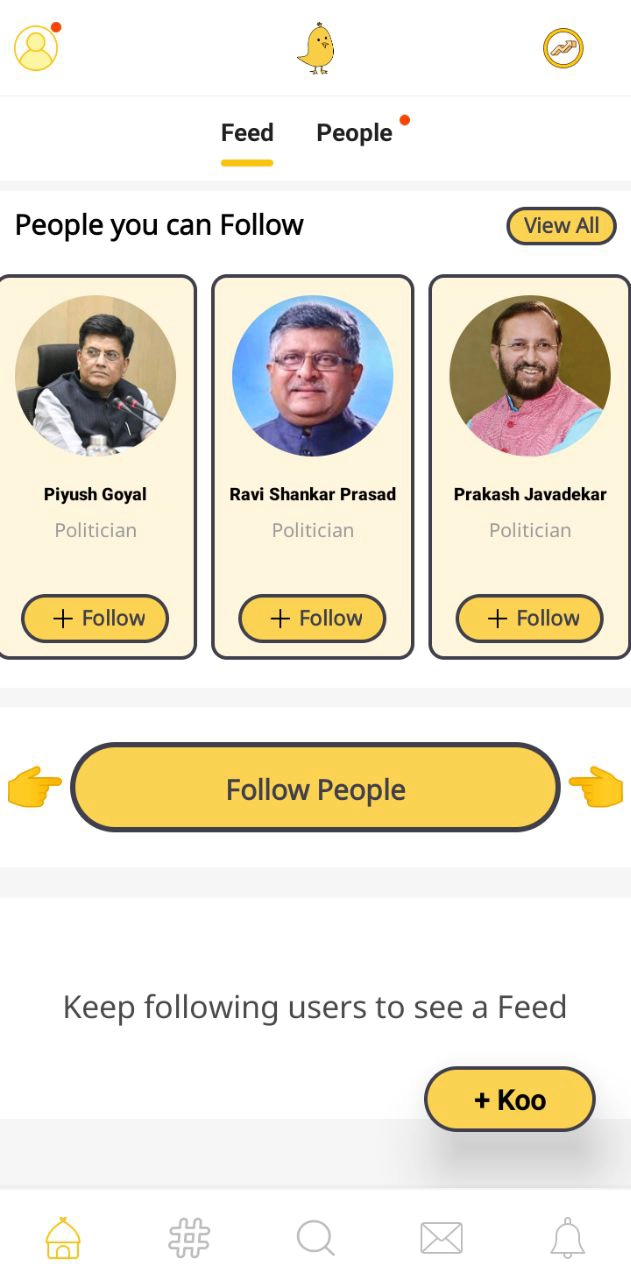 Feed People
People you can Follow View All
Piyush Goyal Ravi Shankar Prasad Prakash Javadekar
Politician Politician Politician
+ Follow + Follow + Follow
Follow People
Keep following users to see a Feed
+ Koo